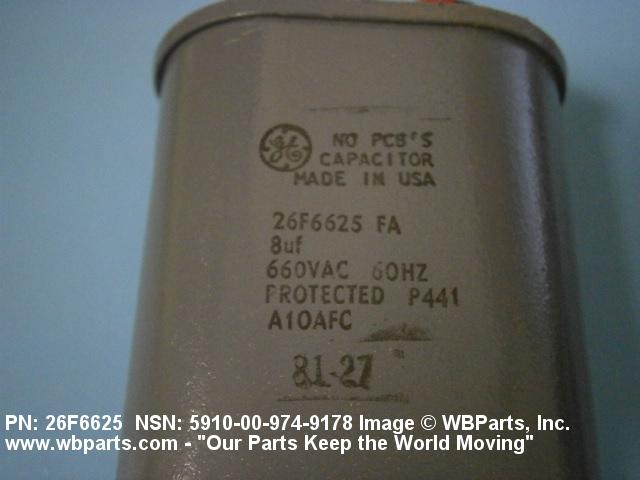 GE NO PCB'S
CAPACITOR
MADE IN USA
26F6625 FA
8uf
660VAC 60HZ
PROTECTED P441
A10AFC
81-27
PN: 26F6625 NSN: 5910-00-974-9178 Image © WBParts, Inc.
www.wbparts.com - "Our Parts Keep the World Moving"